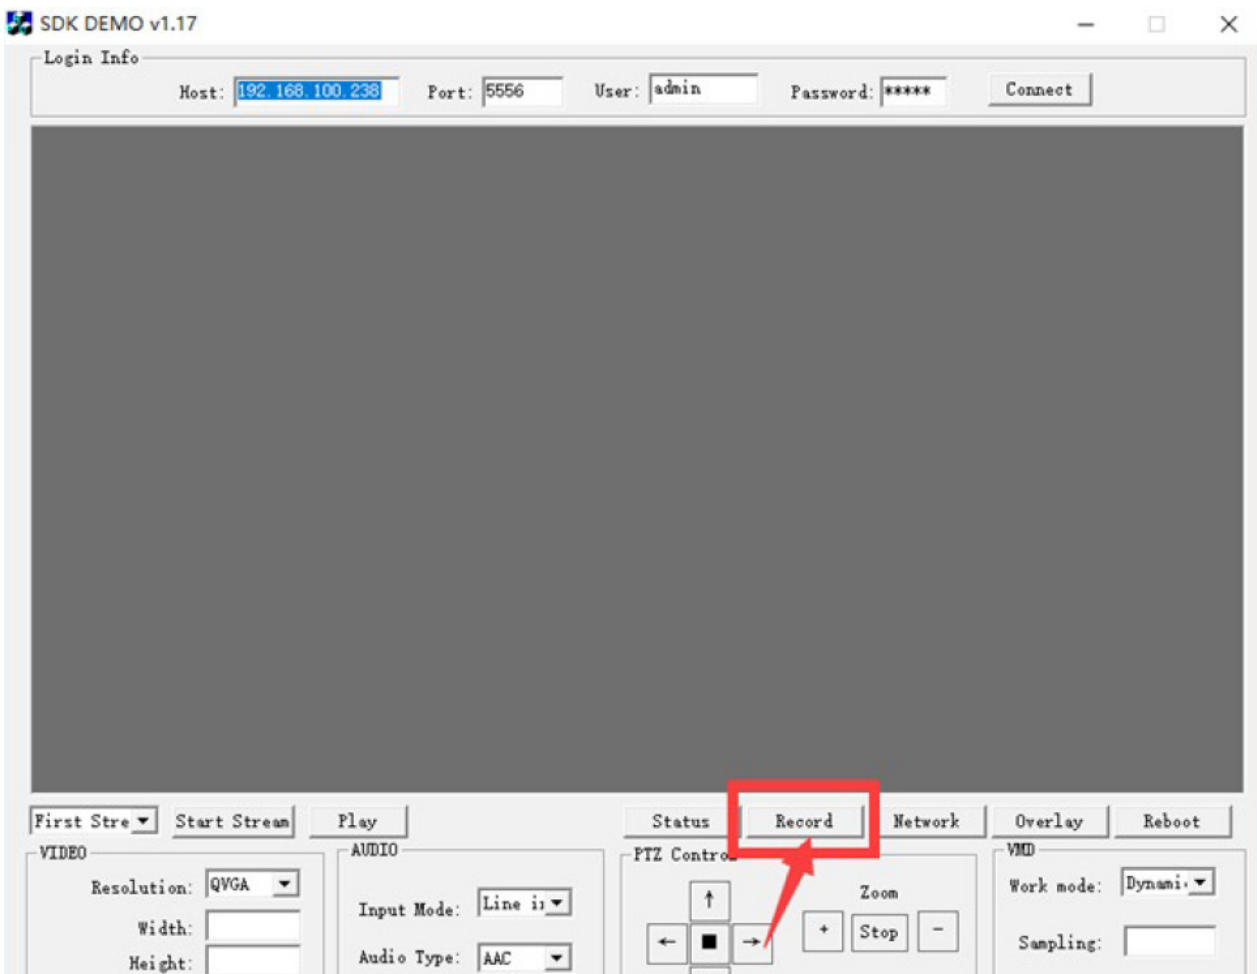 SDK DEMO v1.17
Login Info
Host: 192.168.100.238 Port: 5556 User: admin Password: ***** Connect
First Stre Start Stream Play Status Record Network Overlay Reboot
VIDEO AUDIO PTZ Control VMD
Resolution: QVGA Input Mode: Line in ↑ Zoom Work mode: Dynami
Width: ← ■ → + Stop - Sampling:
Height: Audio Type: AAC